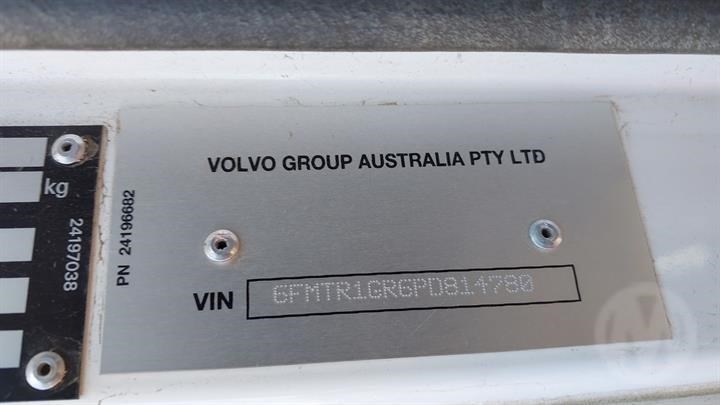 VOLVO GROUP AUSTRALIA PTY LTD
kg
24197038
PN 24196682
VIN 6FMTR1GR6PD814780